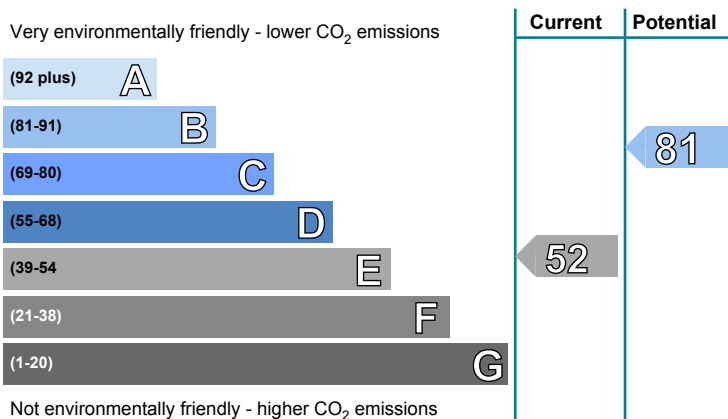 Current Potential
Very environmentally friendly - lower CO2 emissions
(92 plus) A
(81-91) B
81
(69-80) C
(55-68) D
(39-54 E
52
(21-38) F
(1-20) G
Not environmentally friendly - higher CO2 emissions